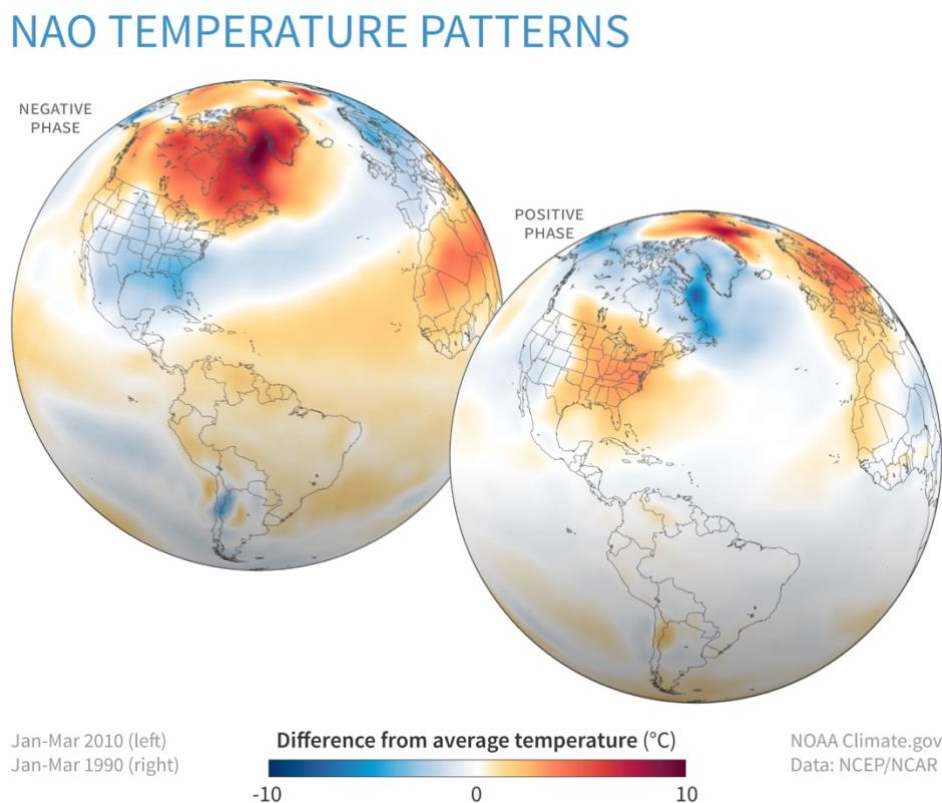 NAO TEMPERATURE PATTERNS
NEGATIVE
PHASE
POSITIVE
PHASE
Jan-Mar 2010 (left)
Jan-Mar 1990 (right)
Difference from average temperature (°C)
-10 0 10
NOAA Climate.gov
Data: NCEP/NCAR